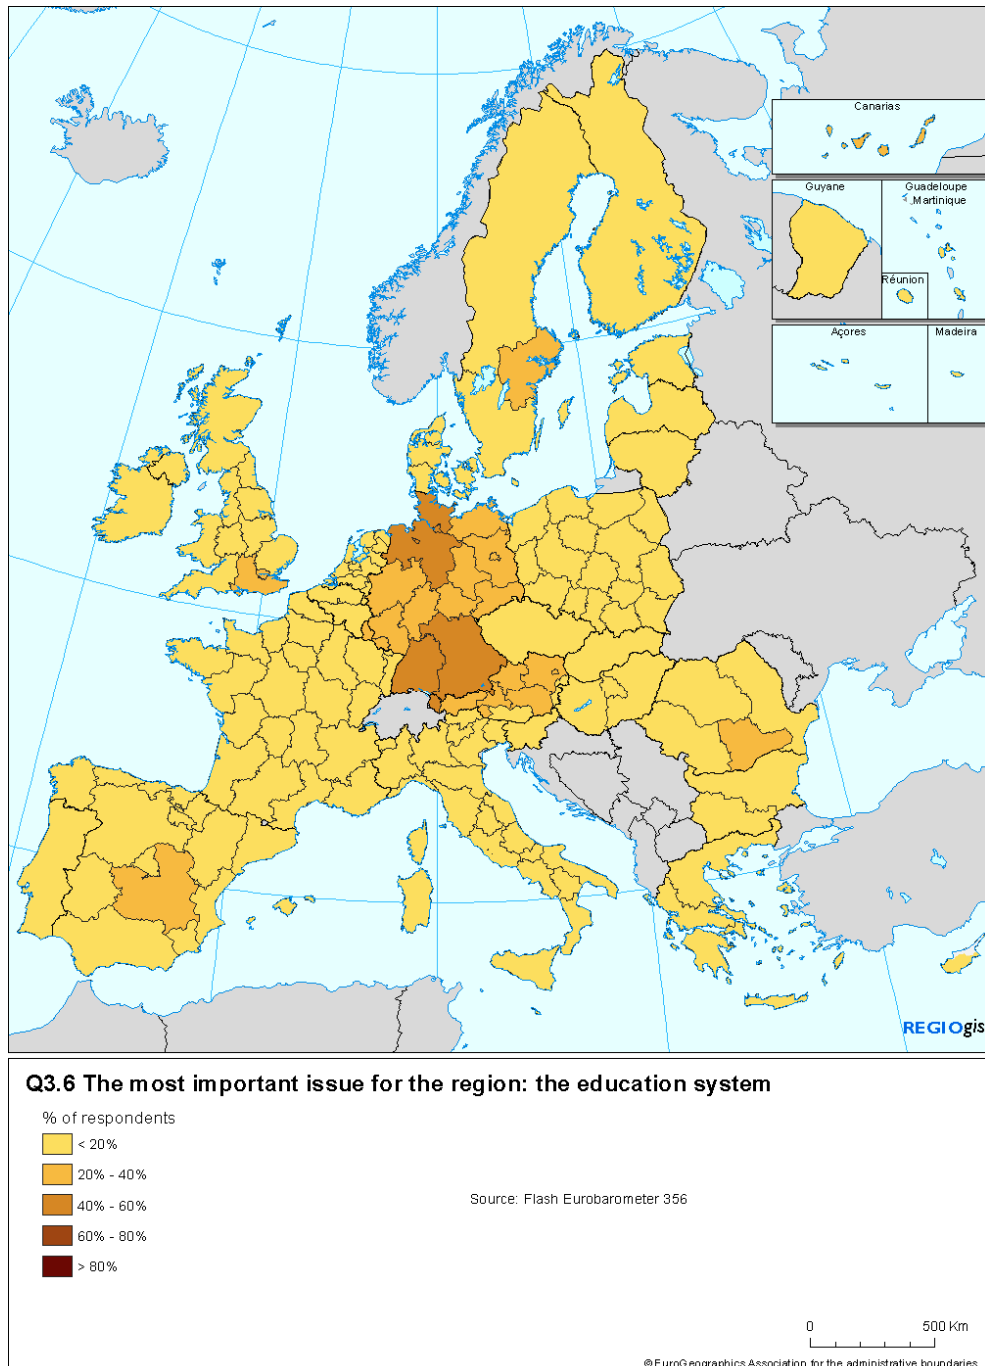 Canarias
Guyane
Guadeloupe
Martinique
Réunion
Açores
Madeira
REGIOgis
Q3.6 The most important issue for the region: the education system
% of respondents
< 20%
20% - 40%
40% - 60%
60% - 80%
> 80%
Source: Flash Eurobarometer 356
0 500 Km
© EuroGeographics Association for the administrative boundaries